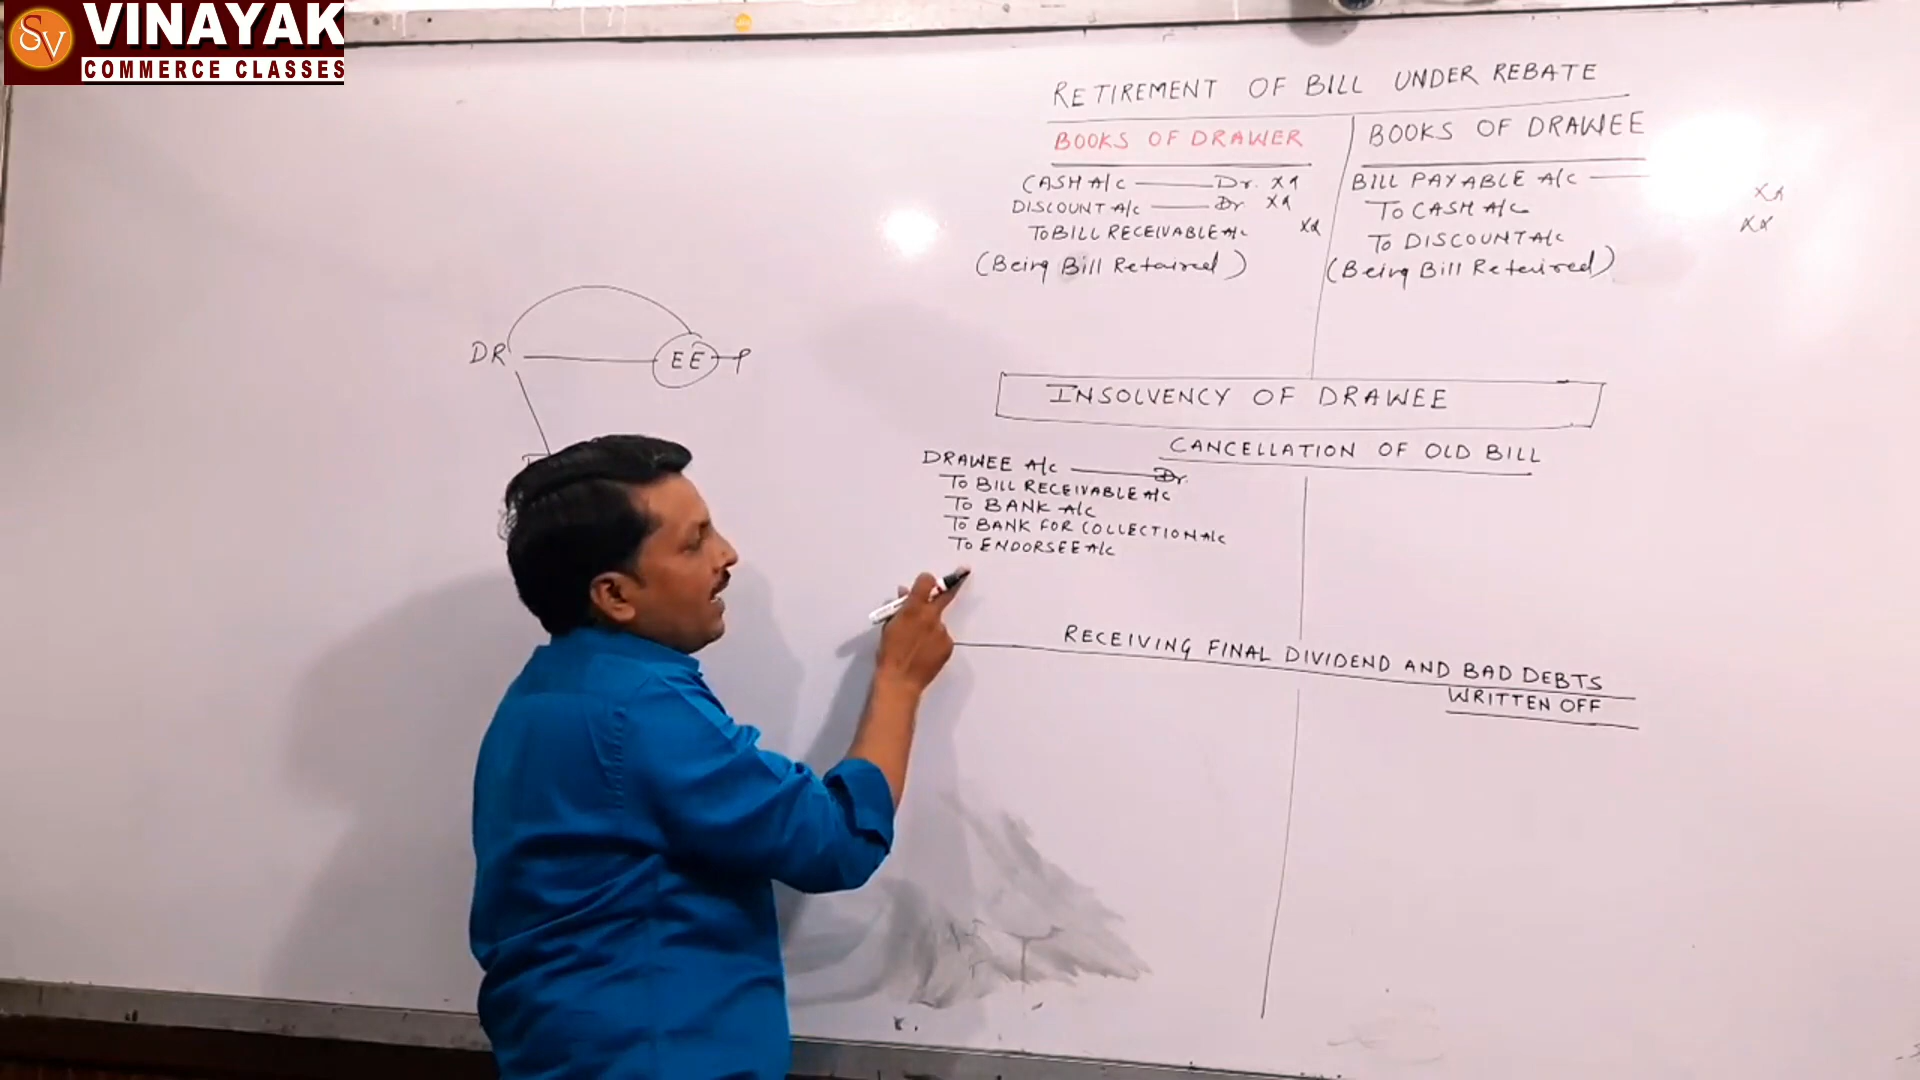 SV VINAYAK
COMMERCE CLASSES
RETIREMENT OF BILL UNDER REBATE
BOOKS OF DRAWER
CASH A/c Dr. xx
DISCOUNT A/c Dr xx
To BILL RECEIVABLE A/c xx
(Being Bill Retaired)
BOOKS OF DRAWEE
BILL PAYABLE A/c
To CASH A/c xx
To DISCOUNT A/c xx
(Being Bill Reteired)
DR EE P
INSOLVENCY OF DRAWEE
CANCELLATION OF OLD BILL
DRAWEE A/c Dr.
To BILL RECEIVABLE A/c
To BANK A/c
To BANK FOR COLLECTION A/c
To ENDORSEE A/c
RECEIVING FINAL DIVIDEND AND BAD DEBTS
WRITTEN OFF